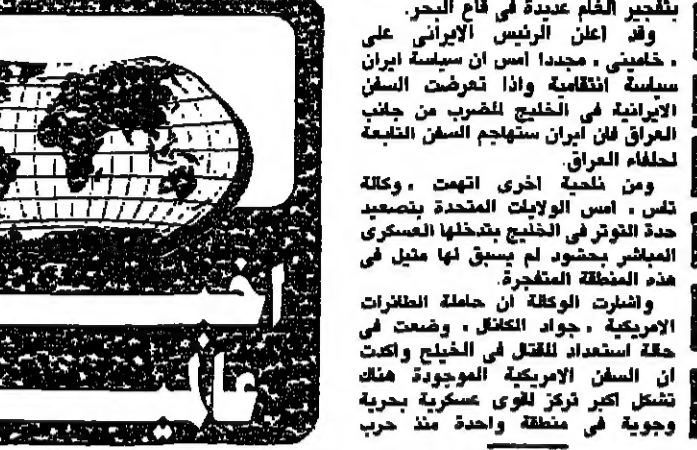 بتفجير الغام عديدة فى قاع البحر.
وقد اعلن الرئيس الايرانى على
. خامينى . مجددا امس ان سياسة ايران
سياسة انتقامية واذا تعرضت السفن
الايرانية فى الخليج للضرب من جانب
العراق فان ايران ستهاجم السفن التابعة
لحلفاء العراق.
ومن ناحية اخرى اتهمت . وكالة
تاس . امس الولايات المتحدة بتصعيد
حدة التوتر فى الخليج بتدخلها العسكرى
المباشر بحشود لم يسبق لها مثيل فى
هذه المنطقة المتفجرة.
واشارت الوكالة ان حاملة الطائرات
الامريكية . جواد الكانال . وضعت فى
حالة استعداد للقتال فى الخيلج واكدت
ان السفن الامريكية الموجودة هناك
تشكل اكبر تركز لقوى عسكرية بحرية
وجوية فى منطقة واحدة منذ حرب